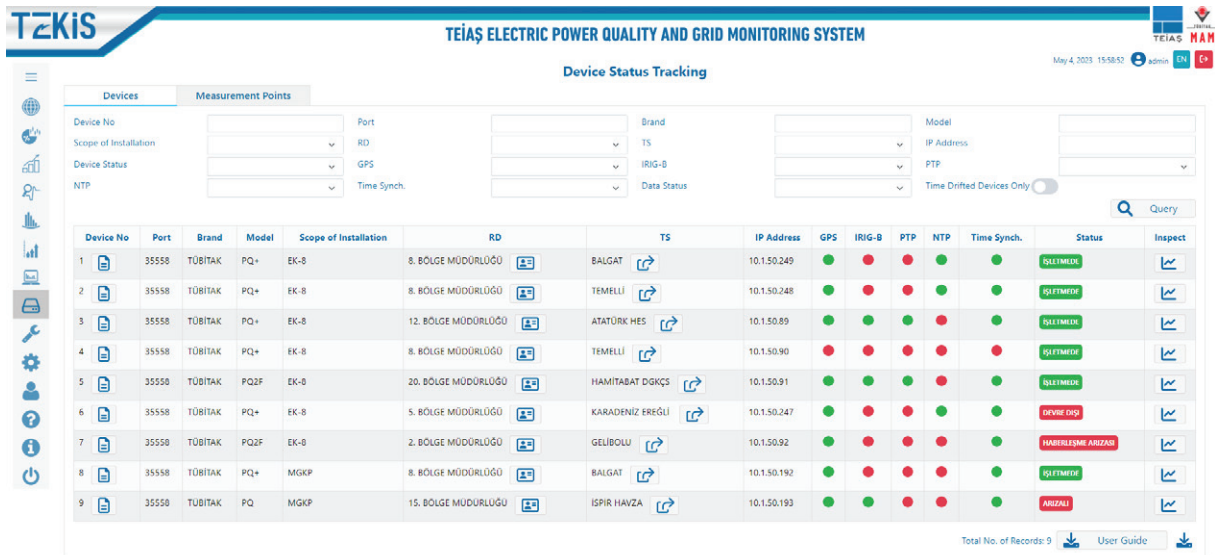 TEKiS
TEİAŞ ELECTRIC POWER QUALITY AND GRID MONITORING SYSTEM
TEİAŞ MAM
May 4, 2023 15:58:52 admin EN
Device Status Tracking
Devices Measurement Points
Device No Port Brand Model
Scope of Installation RD TS IP Address
Device Status GPS IRIG-B PTP
NTP Time Synch. Data Status Time Drifted Devices Only
Query
Device No Port Brand Model Scope of Installation RD TS IP Address GPS IRIG-B PTP NTP Time Synch. Status Inspect
1 35558 TÜBİTAK PQ+ EK-8 8. BÖLGE MÜDÜRLÜĞÜ BALGAT 10.1.50.249 İŞLETMEDE
2 35558 TÜBİTAK PQ+ EK-8 8. BÖLGE MÜDÜRLÜĞÜ TEMELLİ 10.1.50.248 İŞLETMEDE
3 35558 TÜBİTAK PQ+ EK-8 12. BÖLGE MÜDÜRLÜĞÜ ATATÜRK HES 10.1.50.89 İŞLETMEDE
4 35558 TÜBİTAK PQ+ EK-8 8. BÖLGE MÜDÜRLÜĞÜ TEMELLİ 10.1.50.90 İŞLETMEDE
5 35558 TÜBİTAK PQ2F EK-8 20. BÖLGE MÜDÜRLÜĞÜ HAMİTABAT DGKÇS 10.1.50.91 İŞLETMEDE
6 35558 TÜBİTAK PQ+ EK-8 5. BÖLGE MÜDÜRLÜĞÜ KARADENİZ EREĞLİ 10.1.50.247 DEVRE DIŞI
7 35558 TÜBİTAK PQ2F EK-8 2. BÖLGE MÜDÜRLÜĞÜ GELİBOLU 10.1.50.92 HABERLEŞME ARIZASI
8 35558 TÜBİTAK PQ+ MGKP 8. BÖLGE MÜDÜRLÜĞÜ BALGAT 10.1.50.192 İŞLETMEDE
9 35558 TÜBİTAK PQ MGKP 15. BÖLGE MÜDÜRLÜĞÜ İSPİR HAVZA 10.1.50.193 ARIZALI
Total No. of Records: 9 User Guide